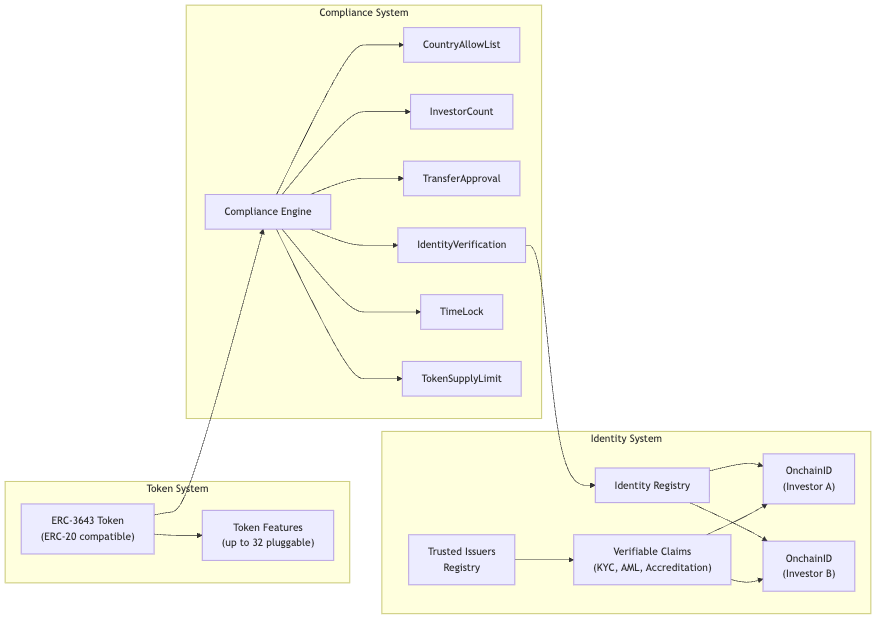 Compliance System
CountryAllowList
InvestorCount
TransferApproval
Compliance Engine
IdentityVerification
TimeLock
TokenSupplyLimit
Identity System
OnchainID
(Investor A)
Identity Registry
Trusted Issuers
Registry
Verifiable Claims
(KYC, AML, Accreditation)
OnchainID
(Investor B)
Token System
ERC-3643 Token
(ERC-20 compatible)
Token Features
(up to 32 pluggable)